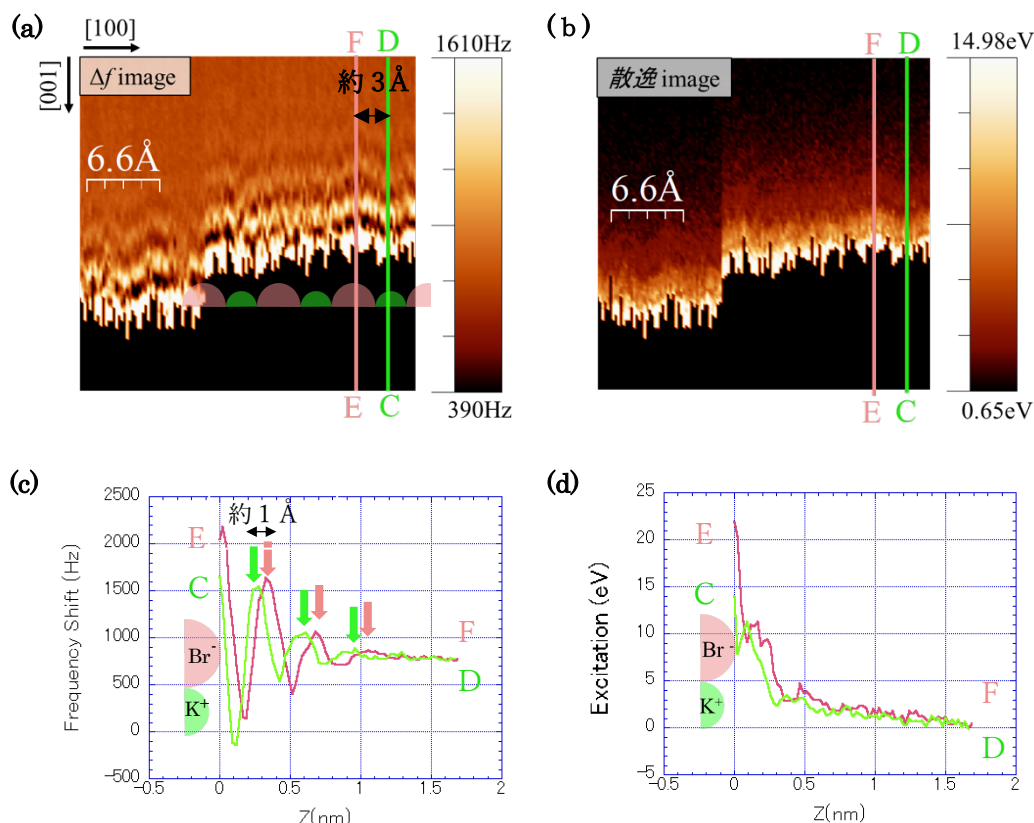 (a)
[100]
[001]
Δf image
F D
約 3 Å
6.6Å
E C
1610Hz
390Hz
(b)
散逸 image
F D
6.6Å
E C
14.98eV
0.65eV
(c)
Frequency Shift (Hz)
2500
2000
1500
1000
500
0
-500
約 1 Å
E
C
Br-
K+
F
D
-0.5 0 0.5 1 1.5 2
Z(nm)
(d)
Excitation (eV)
25
20
15
10
5
0
-5
E
C
Br-
K+
F
D
-0.5 0 0.5 1 1.5 2
Z(nm)